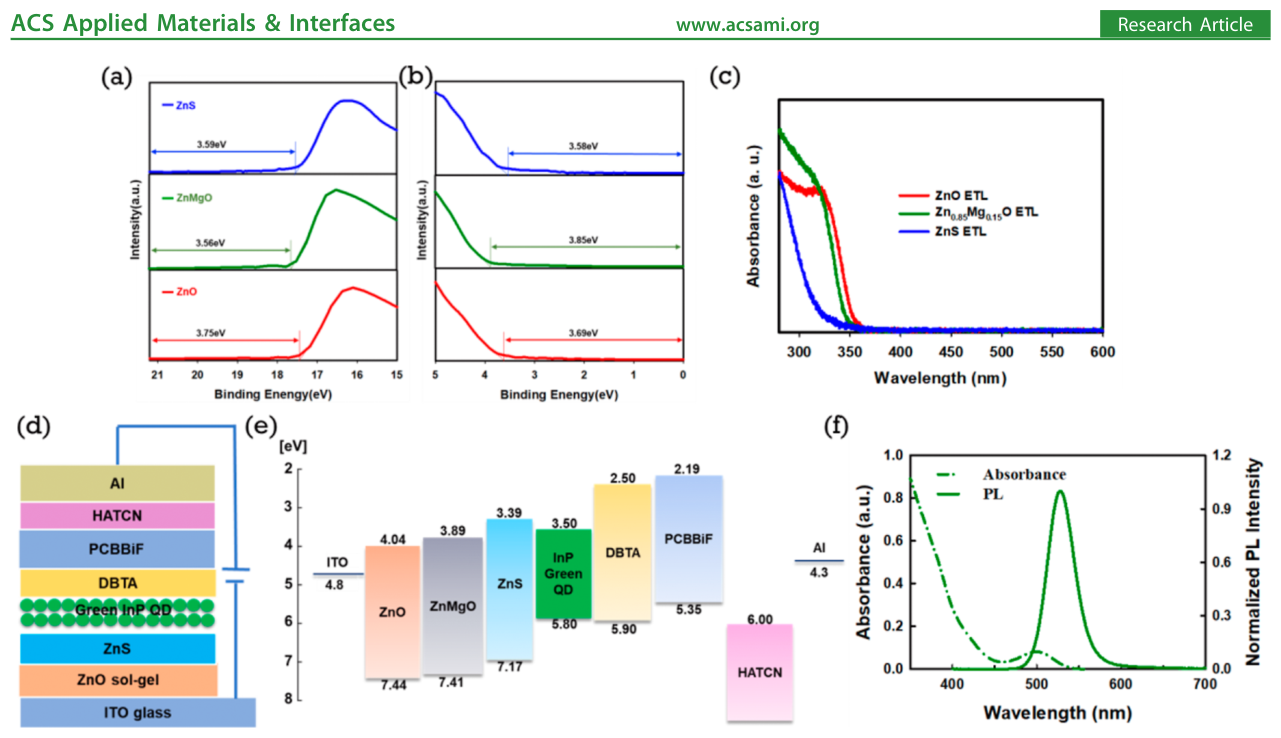 ACS Applied Materials & Interfaces www.acsami.org Research Article
(a)
Intensity(a.u.)
ZnS
3.59eV
ZnMgO
3.56eV
ZnO
3.75eV
21 20 19 18 17 16 15
Binding Energy(eV)
(b)
Intensity(a.u.)
3.58eV
3.85eV
3.69eV
5 4 3 2 1 0
Binding Energy(eV)
(c)
Absorbance (a. u.)
ZnO ETL
Zn0.85Mg0.15O ETL
ZnS ETL
300 350 400 450 500 550 600
Wavelength (nm)
(d)
Al
HATCN
PCBBiF
DBTA
Green InP QD
ZnS
ZnO sol-gel
ITO glass
(e)
[eV]
2
3
4
5
6
7
8
ITO
4.8
4.04
ZnO
7.44
3.89
ZnMgO
7.41
3.39
ZnS
7.17
3.50
InP
Green
QD
5.80
2.50
DBTA
5.90
2.19
PCBBiF
5.35
6.00
HATCN
Al
4.3
(f)
Absorbance (a.u.)
1.0
0.8
0.6
0.4
0.2
0.0
Absorbance
PL
1.2
0.9
0.6
0.3
0.0
Normalized PL Intensity
400 500 600 700
Wavelength (nm)